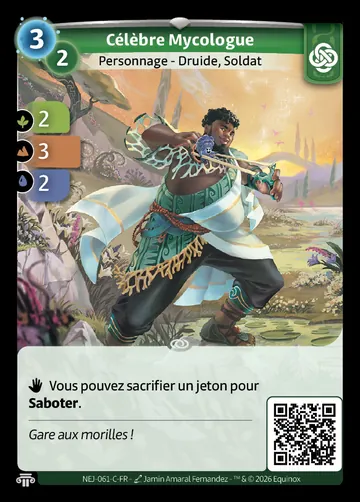 3
Célèbre Mycologue
2
Personnage - Druide, Soldat
2
3
2
Vous pouvez sacrifier un jeton pour
Saboter.
Gare aux morilles !
NEJ-061-C-FR - Jamin Amaral Fernandez - ™ & © 2026 Equinox